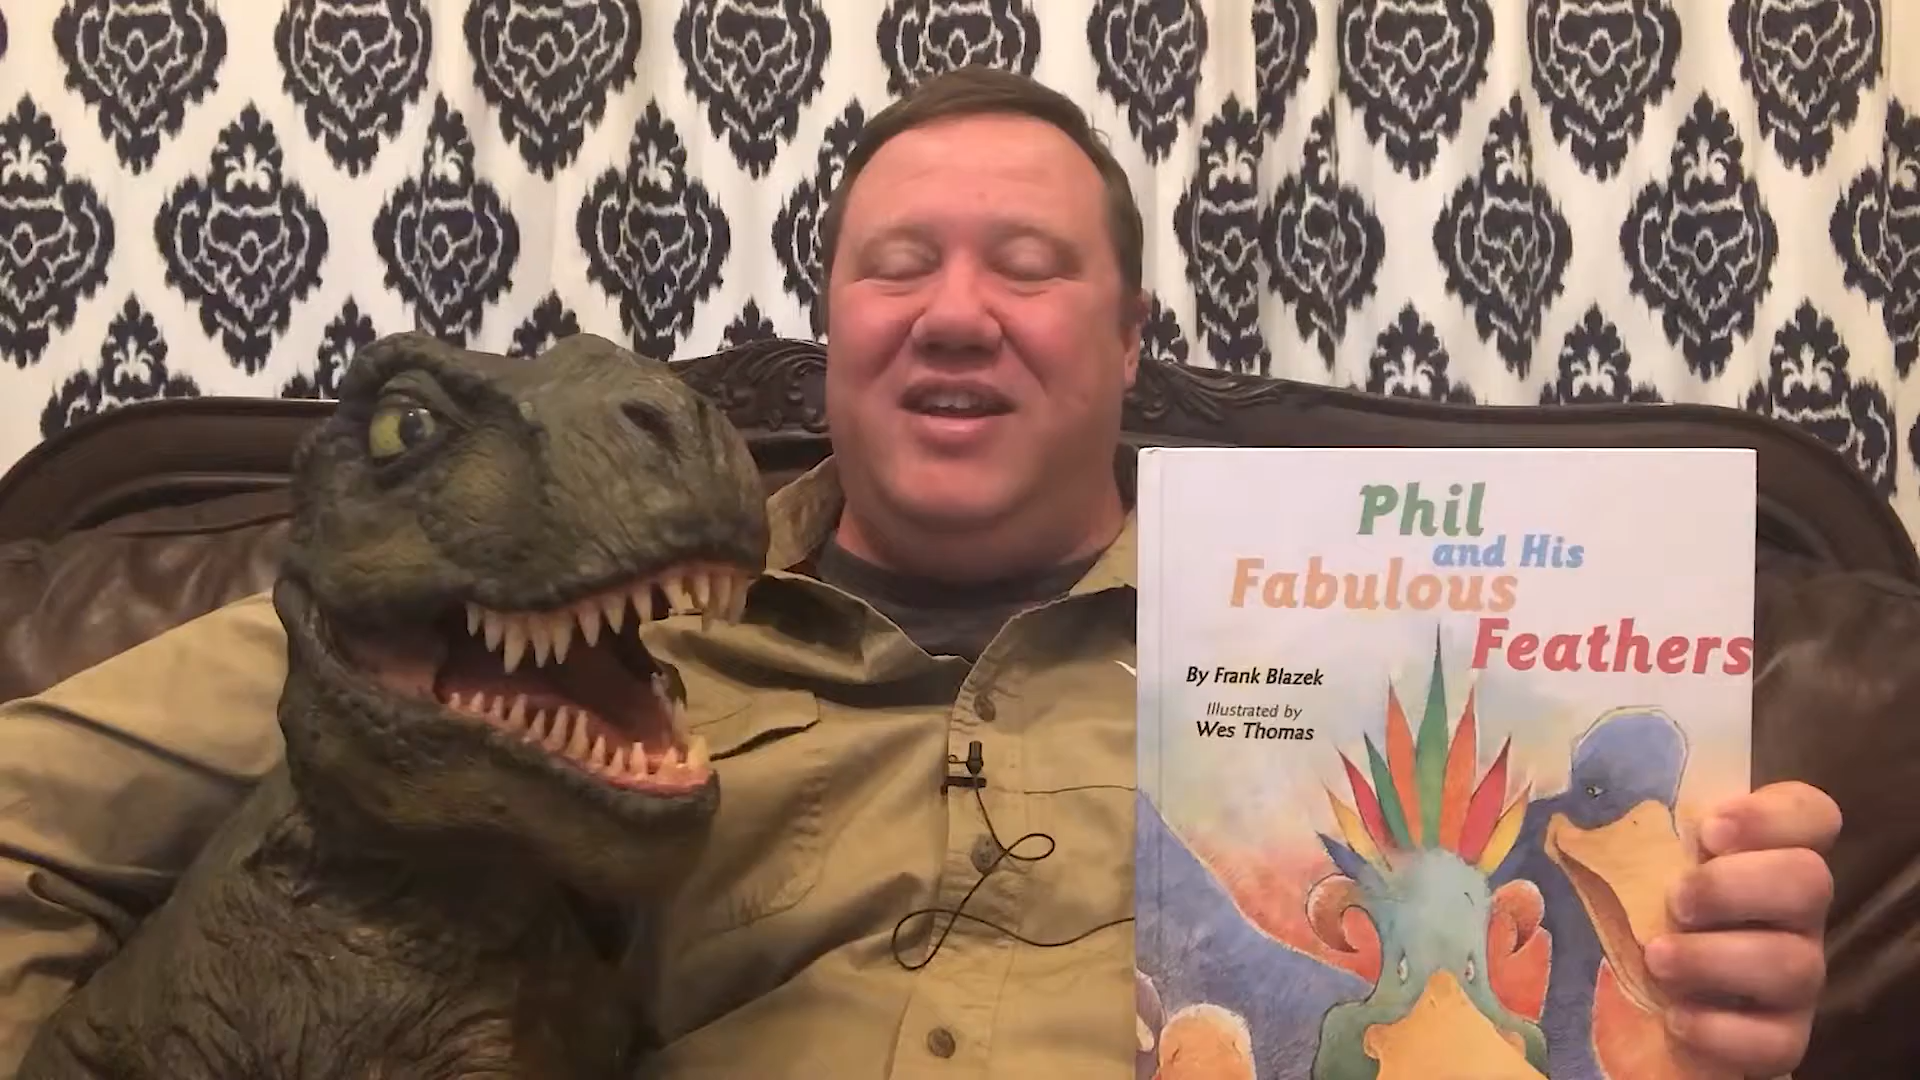 Phil
and His
Fabulous
Feathers
By Frank Blazek
Illustrated by
Wes Thomas